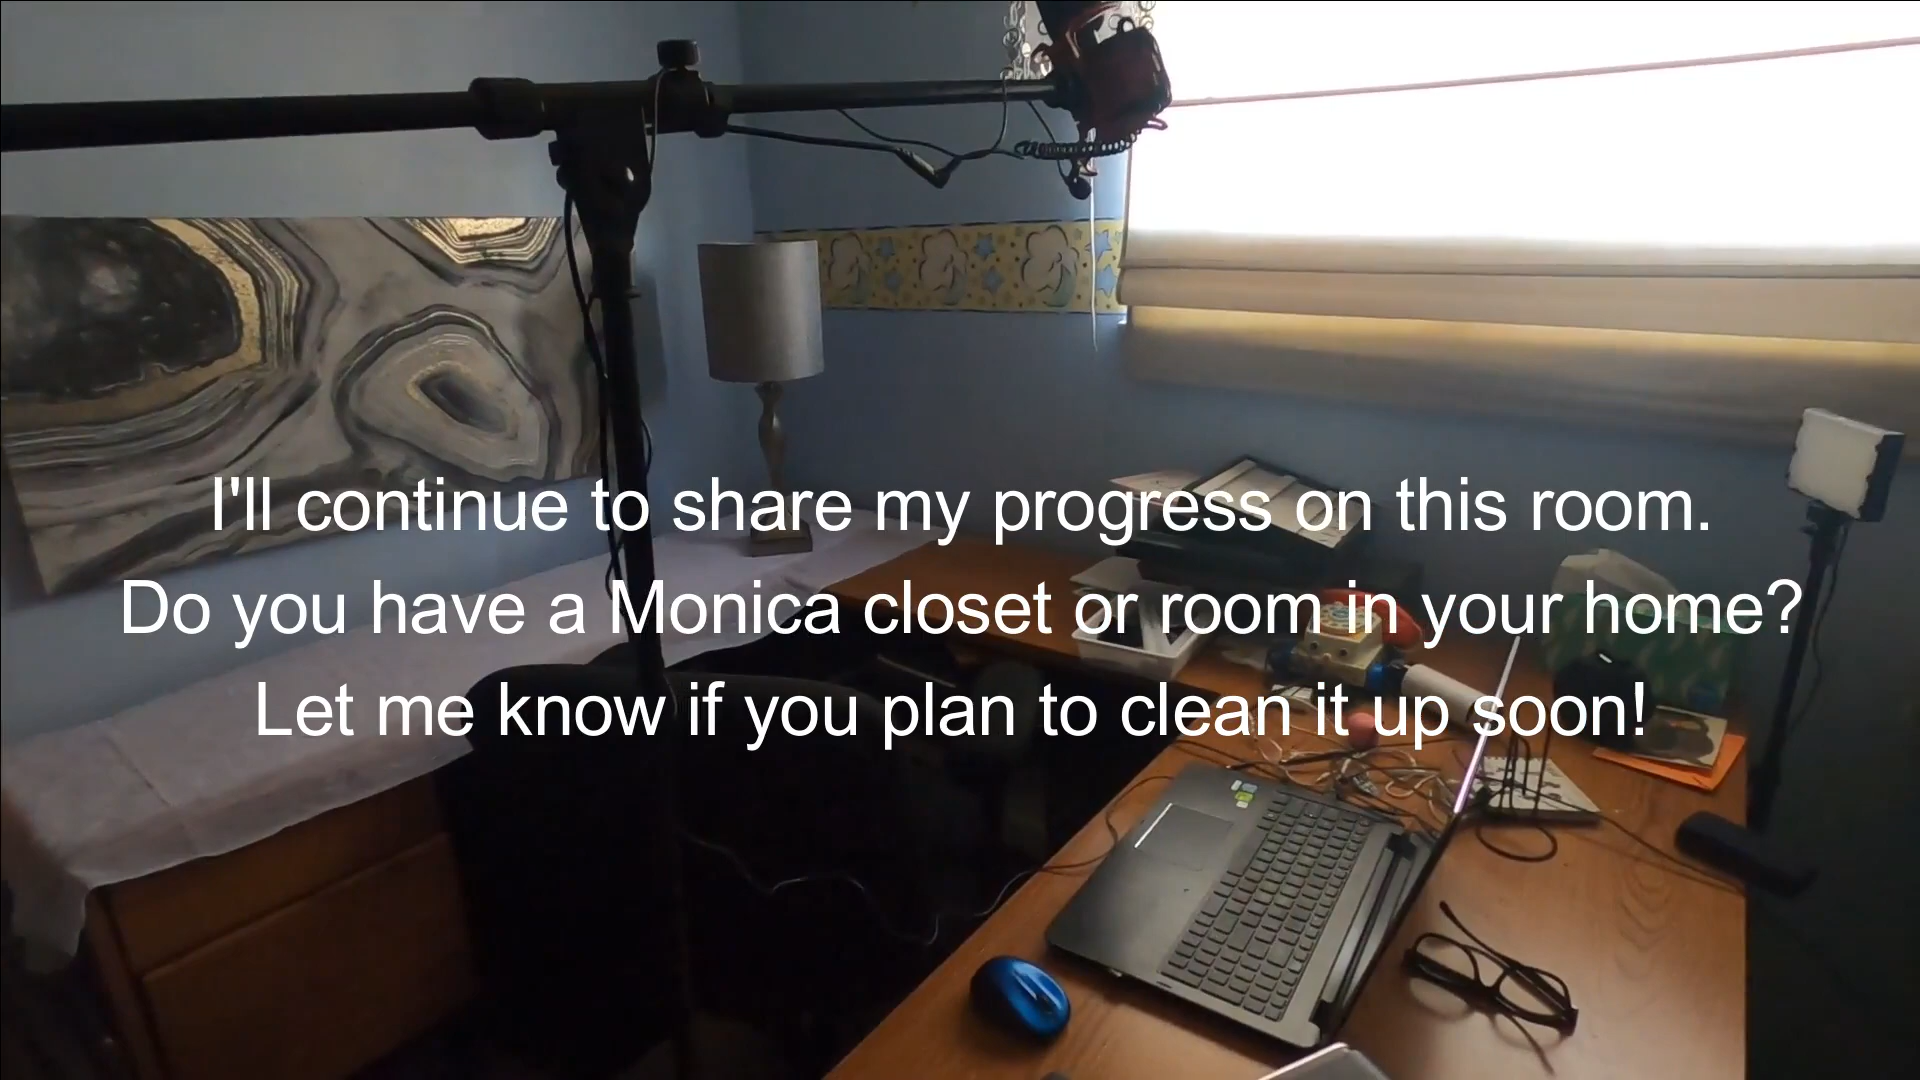 I'll continue to share my progress on this room.
Do you have a Monica closet or room in your home?
Let me know if you plan to clean it up soon!